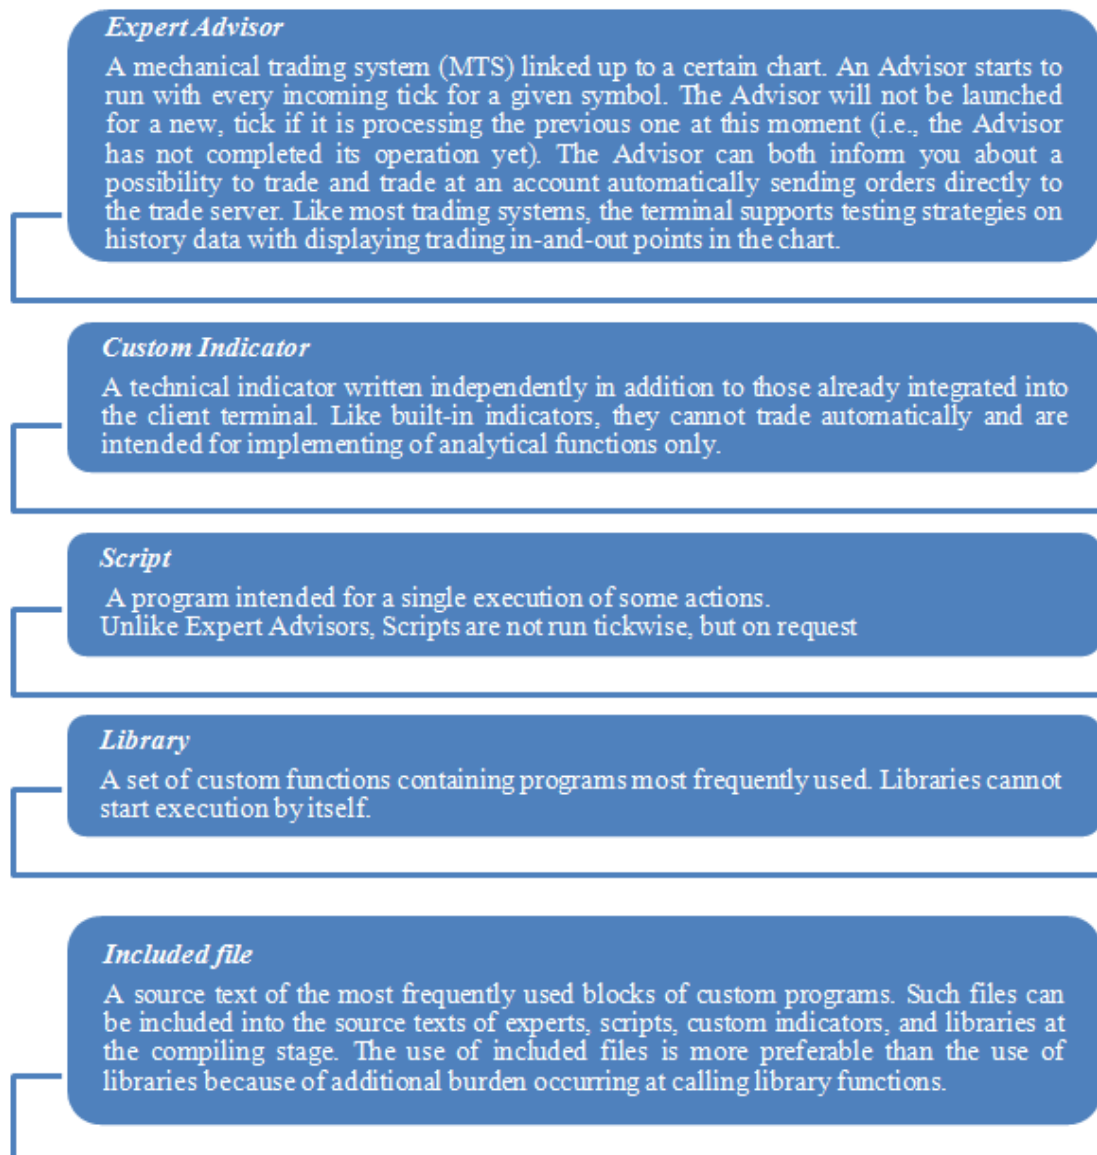 Expert Advisor
A mechanical trading system (MTS) linked up to a certain chart. An Advisor starts to
run with every incoming tick for a given symbol. The Advisor will not be launched
for a new, tick if it is processing the previous one at this moment (i.e., the Advisor
has not completed its operation yet). The Advisor can both inform you about a
possibility to trade and trade at an account automatically sending orders directly to
the trade server. Like most trading systems, the terminal supports testing strategies on
history data with displaying trading in-and-out points in the chart.
Custom Indicator
A technical indicator written independently in addition to those already integrated into
the client terminal. Like built-in indicators, they cannot trade automatically and are
intended for implementing of analytical functions only.
Script
A program intended for a single execution of some actions.
Unlike Expert Advisors, Scripts are not run tickwise, but on request
Library
A set of custom functions containing programs most frequently used. Libraries cannot
start execution by itself.
Included file
A source text of the most frequently used blocks of custom programs. Such files can
be included into the source texts of experts, scripts, custom indicators, and libraries at
the compiling stage. The use of included files is more preferable than the use of
libraries because of additional burden occurring at calling library functions.